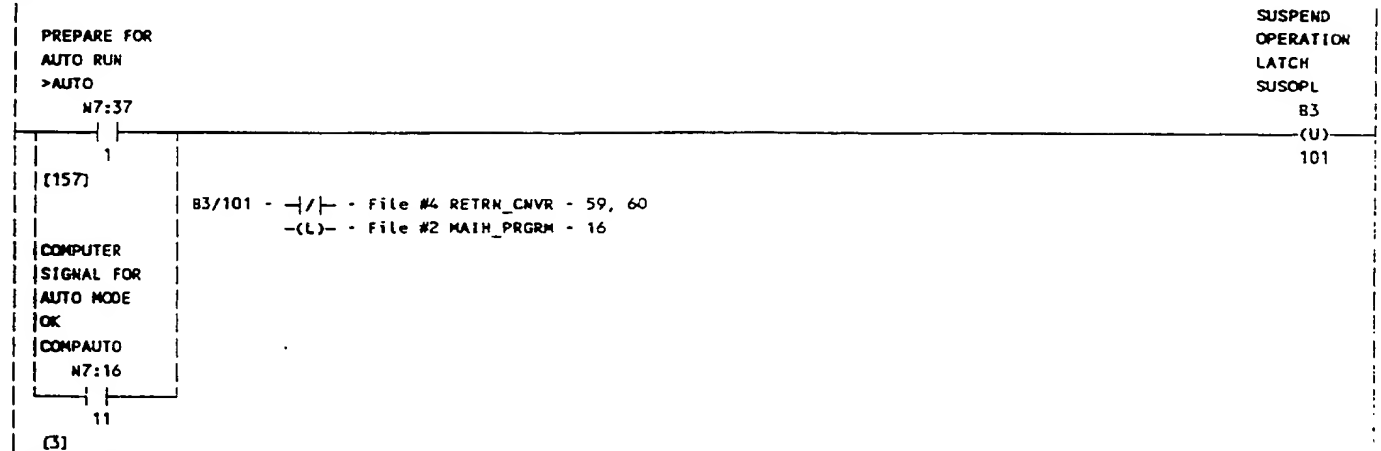 PREPARE FOR
AUTO RUN
>AUTO
N7:37
1
[157]
SUSPEND
OPERATION
LATCH
SUSOPL
B3
(U)
101
B3/101 - ─┤/├─ - File #4 RETRN_CNVR - 59, 60
─(L)─ - File #2 MAIN_PRGRM - 16
COMPUTER
SIGNAL FOR
AUTO MODE
OK
COMPAUTO
N7:16
11
[3]